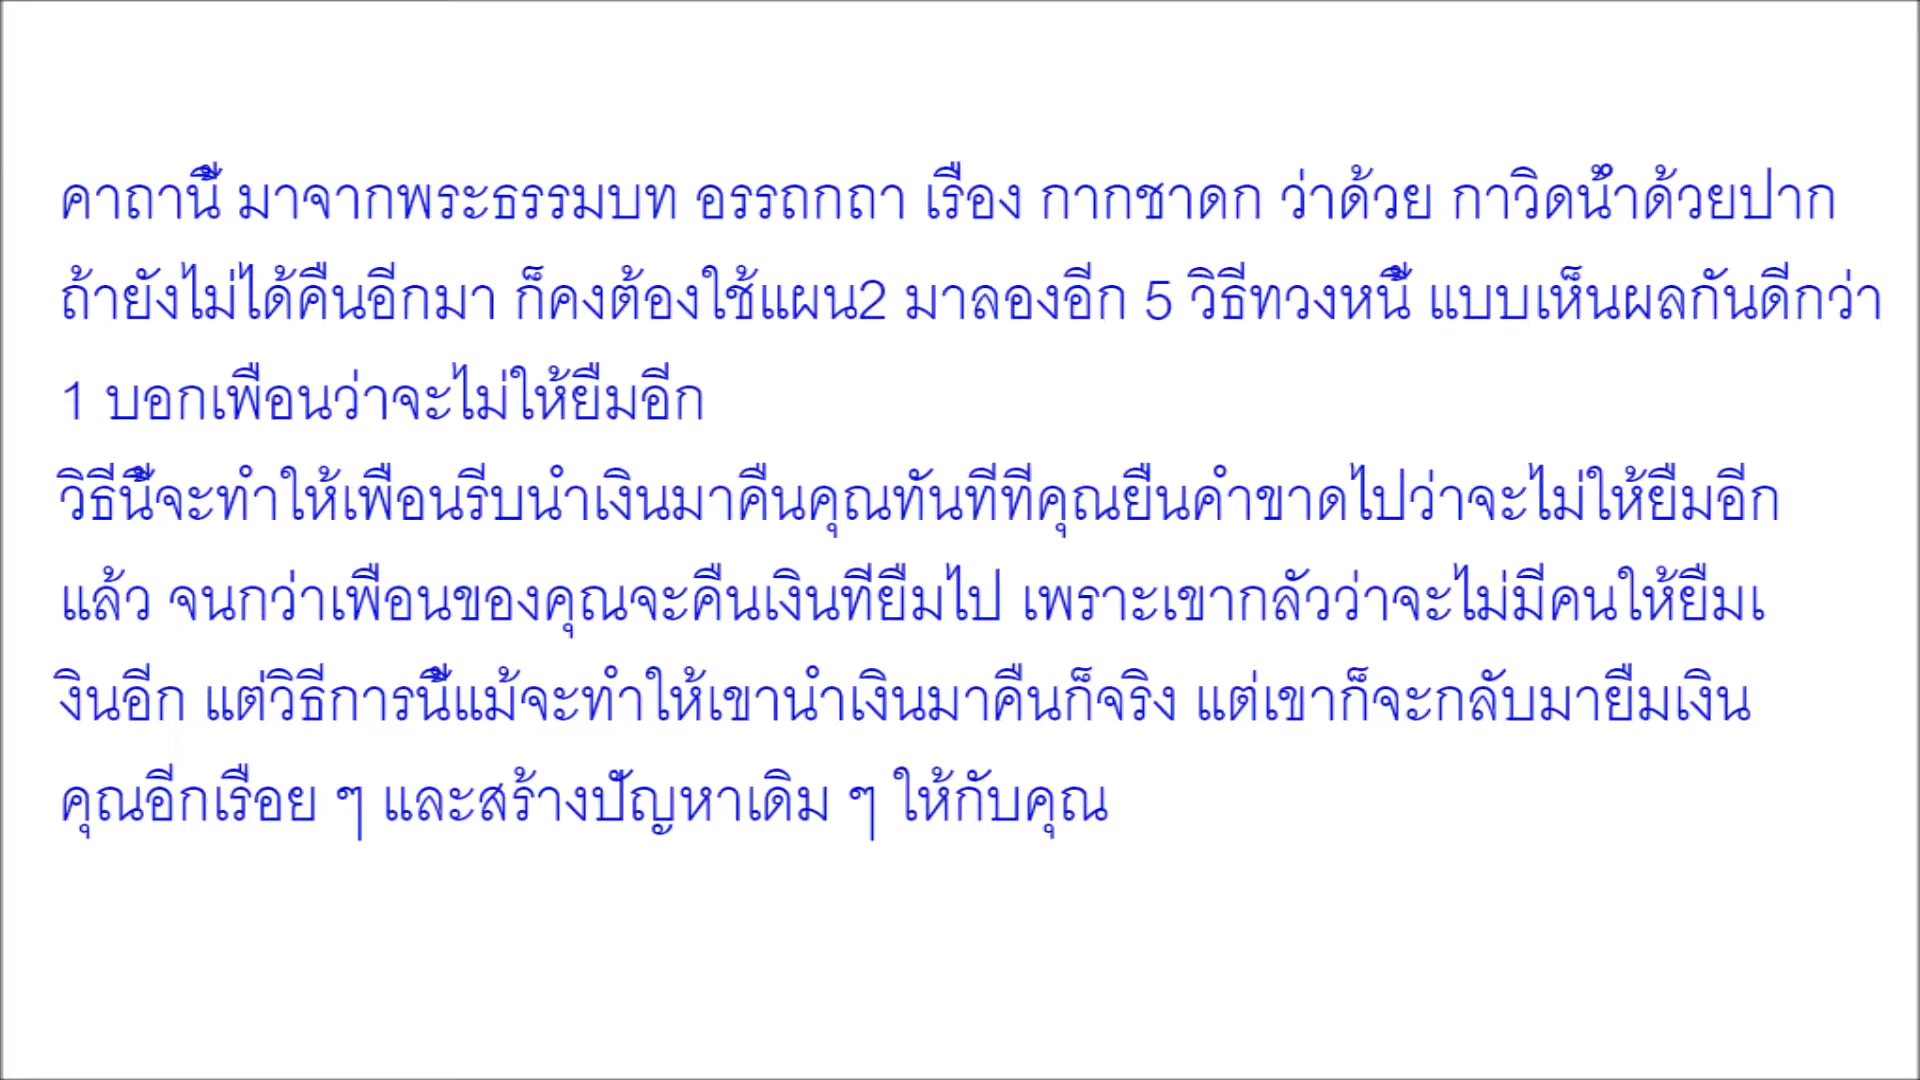 คาถานี้ มาจากพระธรรมบท อรรถกถา เรื่อง กากชาดก ว่าด้วย กาวิดน้ำด้วยปาก
ถ้ายังไม่ได้คืนอีกมา ก็คงต้องใช้แผน2 มาลองอีก 5 วิธีทวงหนี้ แบบเห็นผลกันดีกว่า
1 บอกเพื่อนว่าจะไม่ให้ยืมอีก
วิธีนี้จะทำให้เพื่อนรีบนำเงินมาคืนคุณทันทีที่คุณยื่นคำขาดไปว่าจะไม่ให้ยืมอีก
แล้ว จนกว่าเพื่อนของคุณจะคืนเงินที่ยืมไป เพราะเขากลัวว่าจะไม่มีคนให้ยืมเ
งินอีก แต่วิธีการนี้แม้จะทำให้เขานำเงินมาคืนก็จริง แต่เขาก็จะกลับมายืมเงิน
คุณอีกเรื่อย ๆ และสร้างปัญหาเดิม ๆ ให้กับคุณ